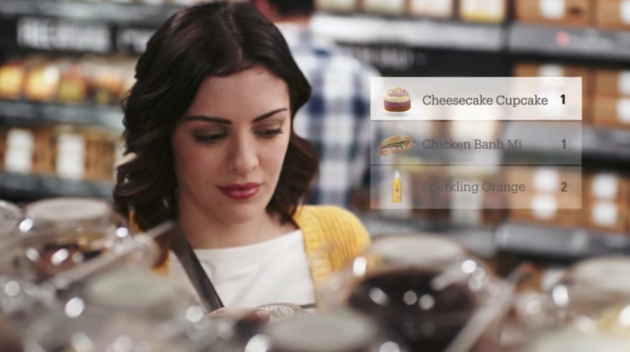 Cheesecake Cupcake 1
Chicken Banh Mi 1
Sparkling Orange 2